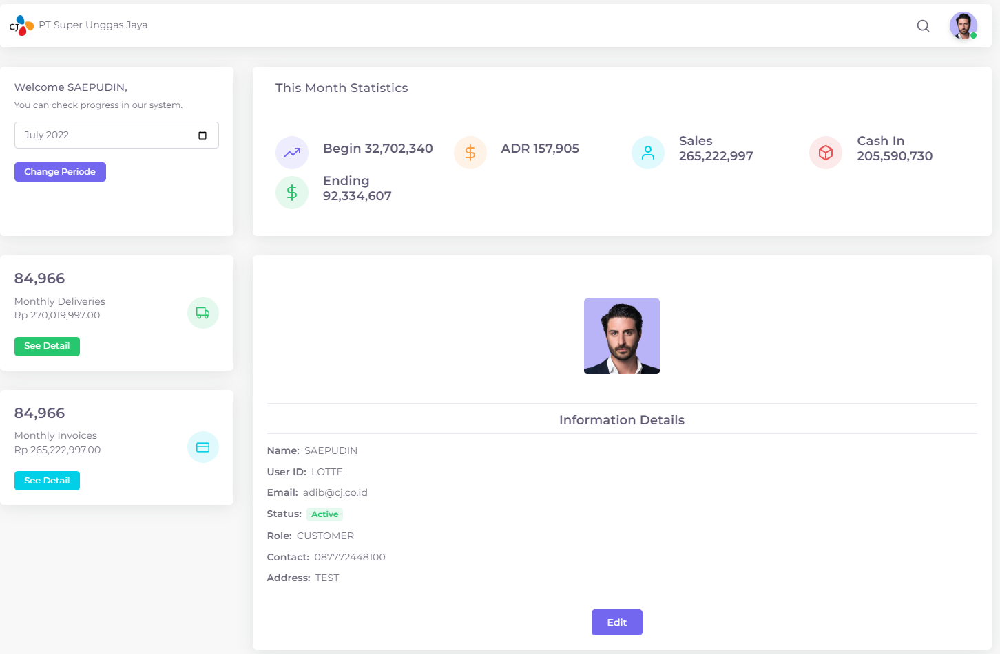 CJ
PT Super Unggas Jaya
Welcome SAEPUDIN,
You can check progress in our system.
July 2022
Change Periode
This Month Statistics
Begin 32,702,340
ADR 157,905
Sales
265,222,997
Cash In
205,590,730
Ending
92,334,607
84,966
Monthly Deliveries
Rp 270,019,997.00
See Detail
84,966
Monthly Invoices
Rp 265,222,997.00
See Detail
Information Details
Name: SAEPUDIN
User ID: LOTTE
Email: adib@cj.co.id
Status: Active
Role: CUSTOMER
Contact: 087772448100
Address: TEST
Edit